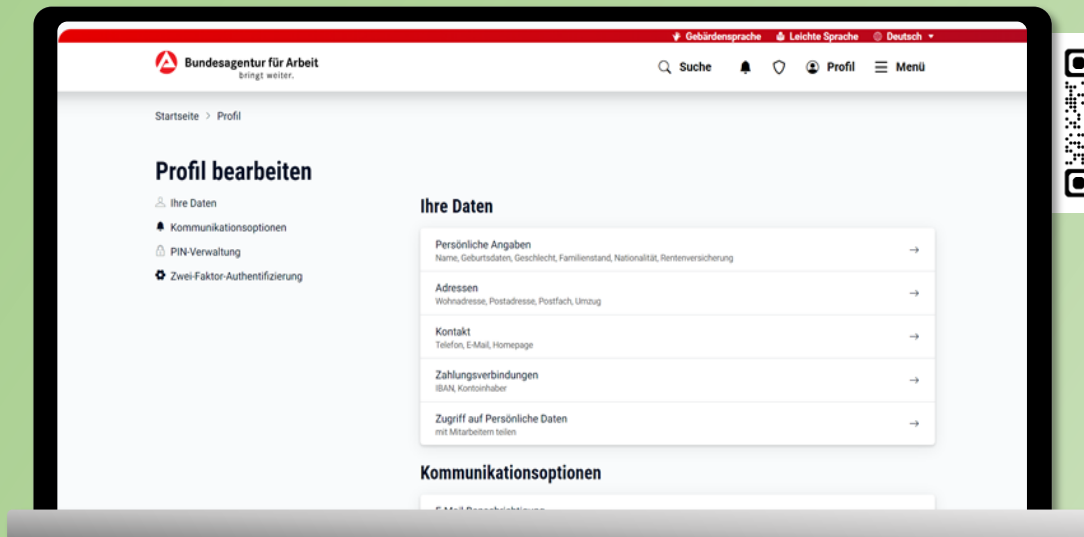 Gebärdensprache Leichte Sprache Deutsch
Bundesagentur für Arbeit
bringt weiter.
Suche Profil Menü
Startseite > Profil
Profil bearbeiten
Ihre Daten
Kommunikationsoptionen
PIN-Verwaltung
Zwei-Faktor-Authentifizierung
Ihre Daten
Persönliche Angaben
Name, Geburtsdaten, Geschlecht, Familienstand, Nationalität, Rentenversicherung
Adressen
Wohnadresse, Postadresse, Postfach, Umzug
Kontakt
Telefon, E-Mail, Homepage
Zahlungsverbindungen
IBAN, Kontoinhaber
Zugriff auf Persönliche Daten
mit Mitarbeitern teilen
Kommunikationsoptionen